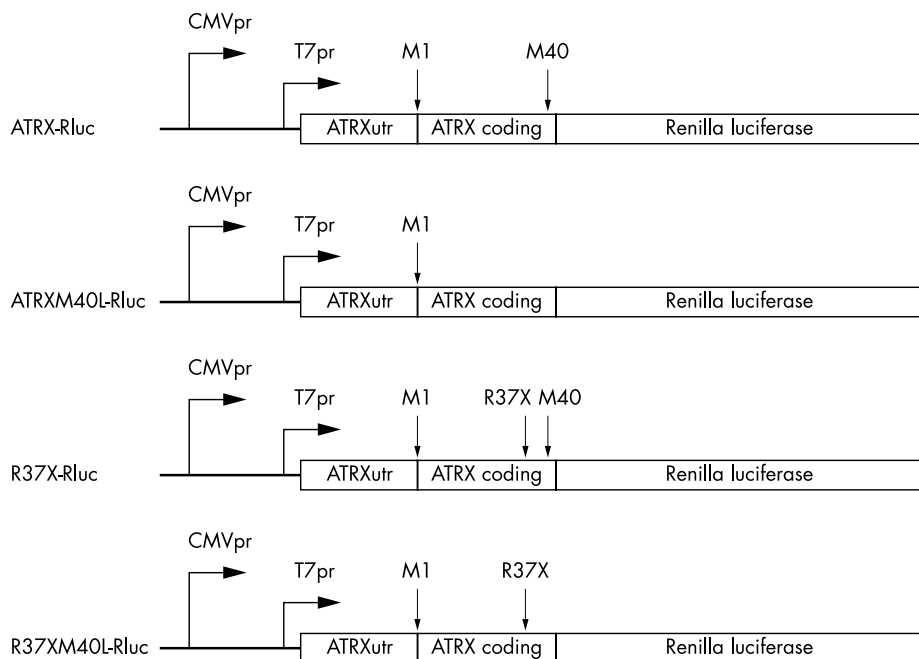 CMVpr
T7pr M1 M40
ATRX-Rluc ATRXutr ATRX coding Renilla luciferase
CMVpr
T7pr M1
ATRXM40L-Rluc ATRXutr ATRX coding Renilla luciferase
CMVpr
T7pr M1 R37X M40
R37X-Rluc ATRXutr ATRX coding Renilla luciferase
CMVpr
T7pr M1 R37X
R37XM40L-Rluc ATRXutr ATRX coding Renilla luciferase